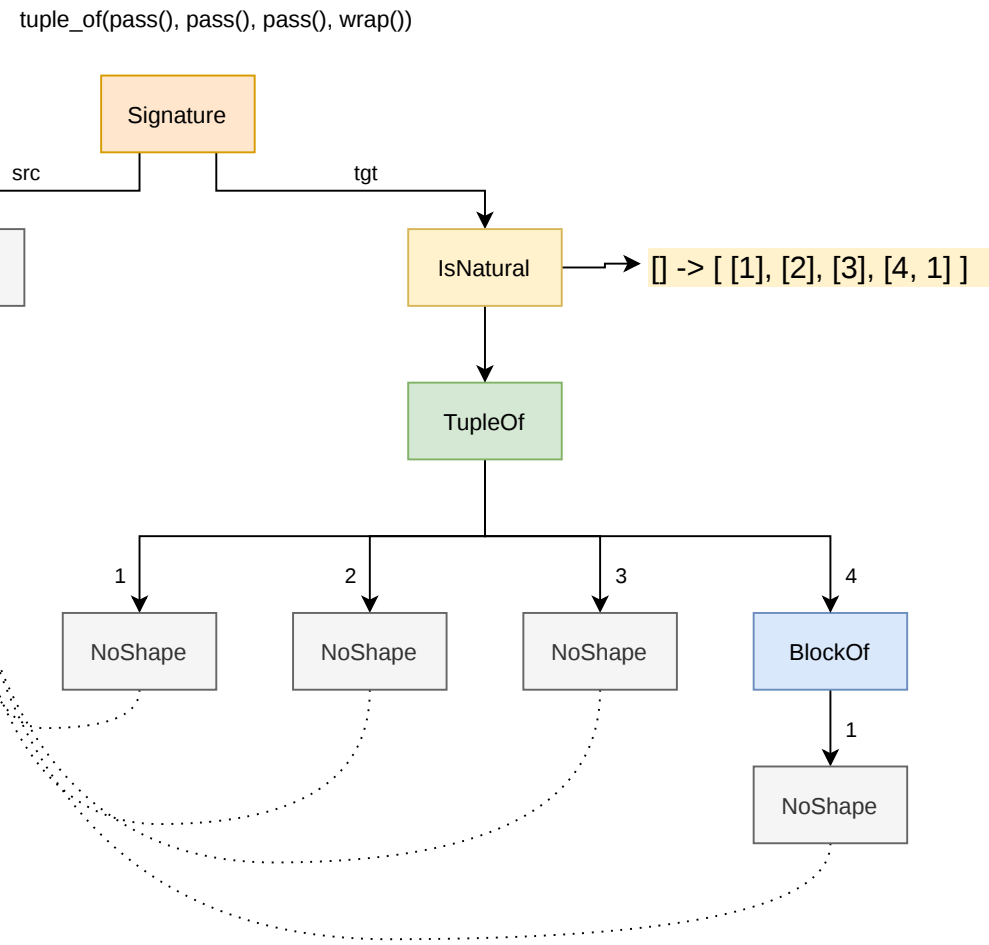 tuple_of(pass(), pass(), pass(), wrap())
Signature
src
tgt
IsNatural
[] -> [ [1], [2], [3], [4, 1] ]
TupleOf
1
2
3
4
NoShape
NoShape
NoShape
BlockOf
1
NoShape